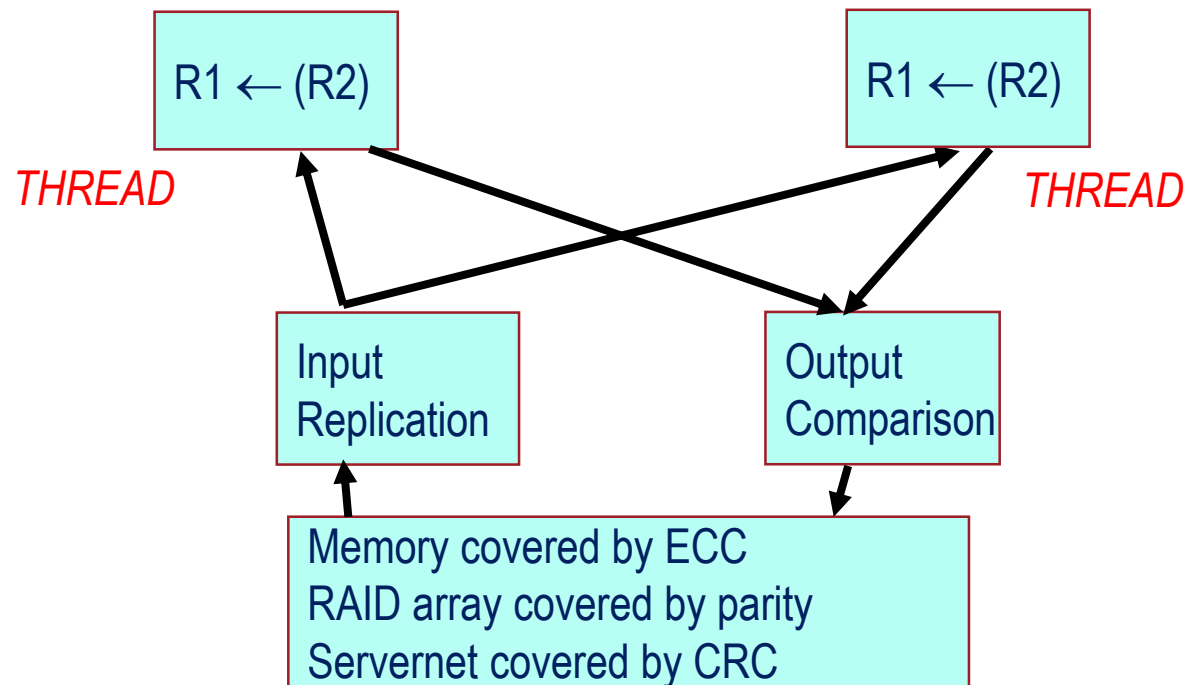 R1 ← (R2)
R1 ← (R2)
THREAD
THREAD
Input
Replication
Output
Comparison
Memory covered by ECC
RAID array covered by parity
Servernet covered by CRC